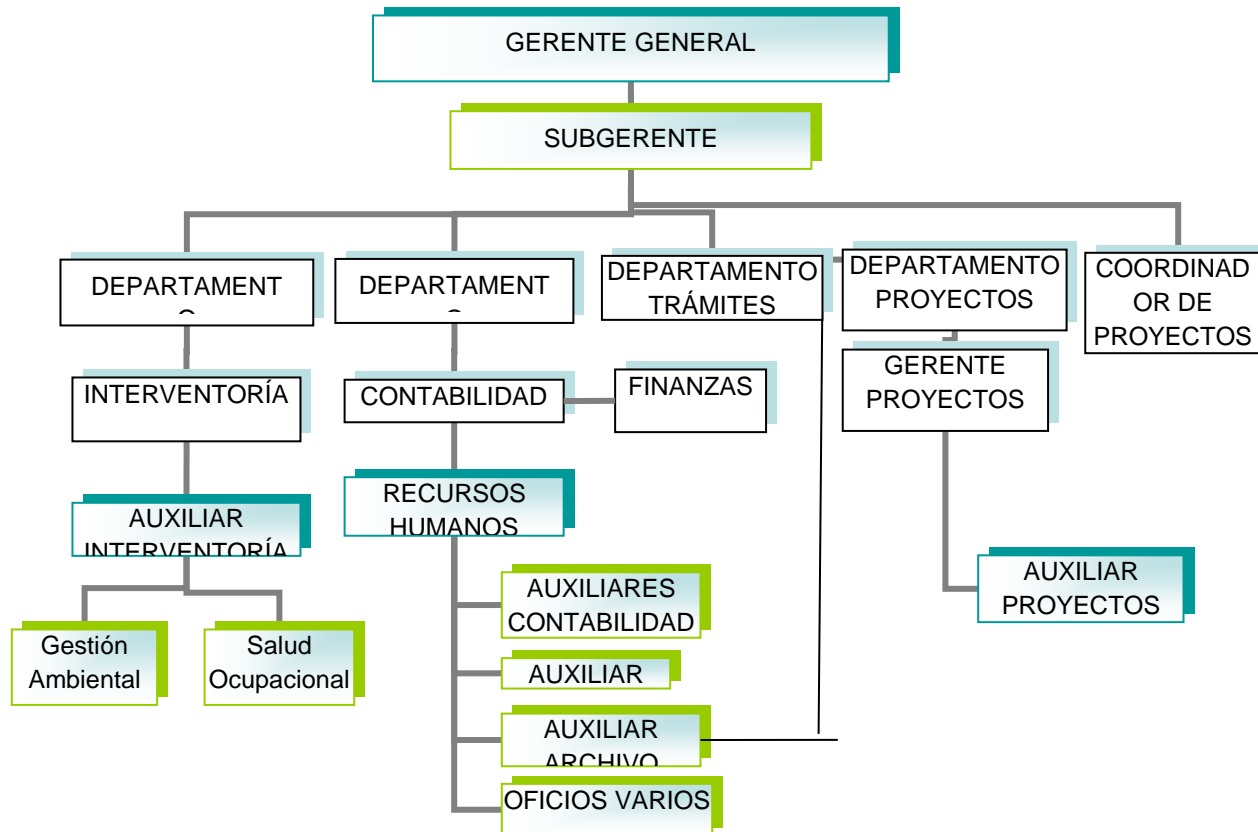 GERENTE GENERAL
SUBGERENTE
DEPARTAMENT
DEPARTAMENT
DEPARTAMENTO
TRÁMITES
DEPARTAMENTO
PROYECTOS
COORDINAD
OR DE
PROYECTOS
INTERVENTORÍA
CONTABILIDAD
FINANZAS
GERENTE
PROYECTOS
AUXILIAR
INTERVENTORÍA
RECURSOS
HUMANOS
AUXILIAR
PROYECTOS
AUXILIARES
CONTABILIDAD
Gestión
Ambiental
Salud
Ocupacional
AUXILIAR
AUXILIAR
ARCHIVO
OFICIOS VARIOS